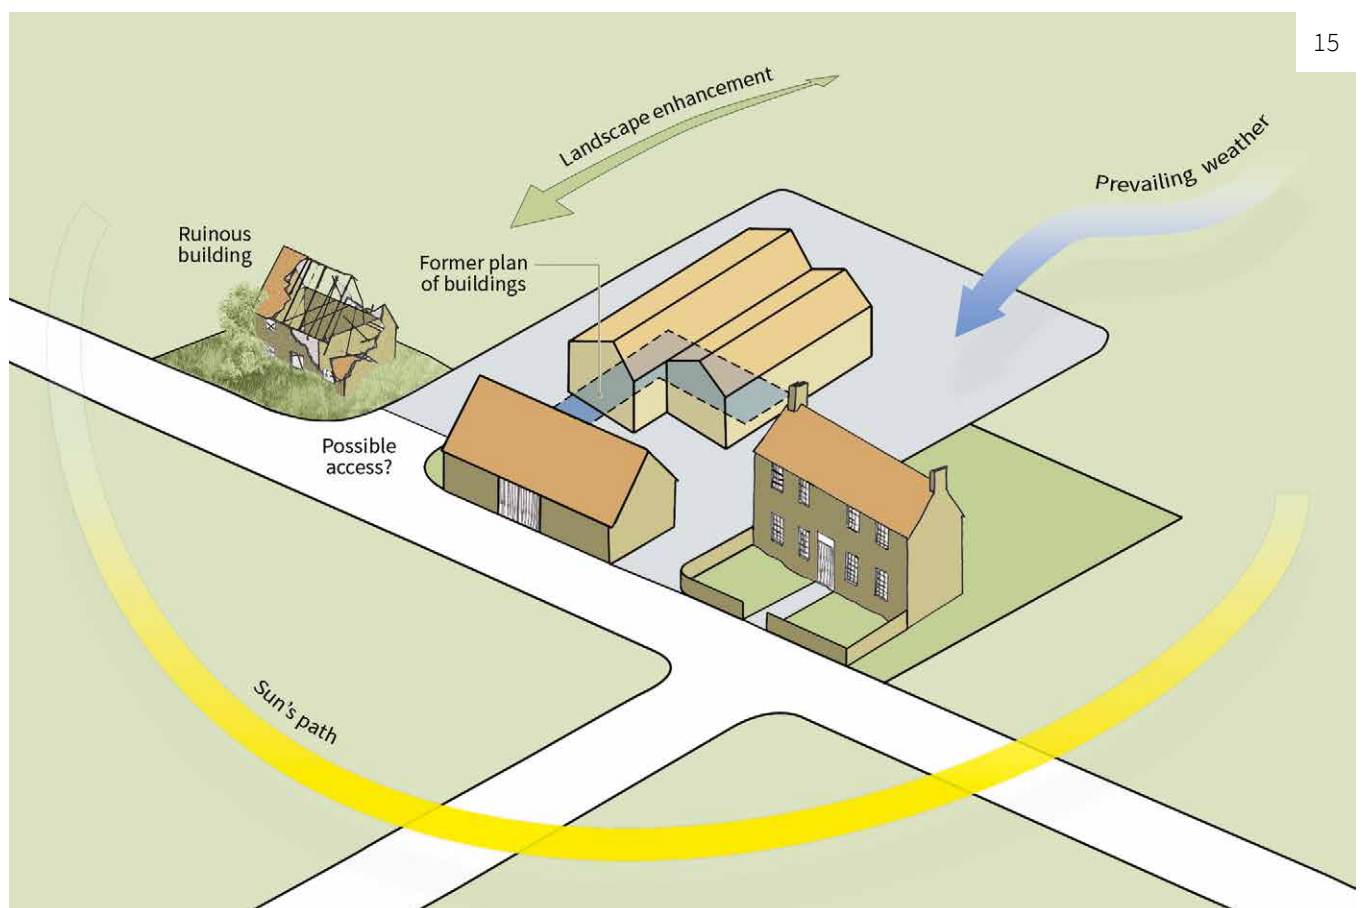 15
Landscape enhancement
Prevailing weather
Ruinous
building
Former plan
of buildings
Possible
access?
Sun's path